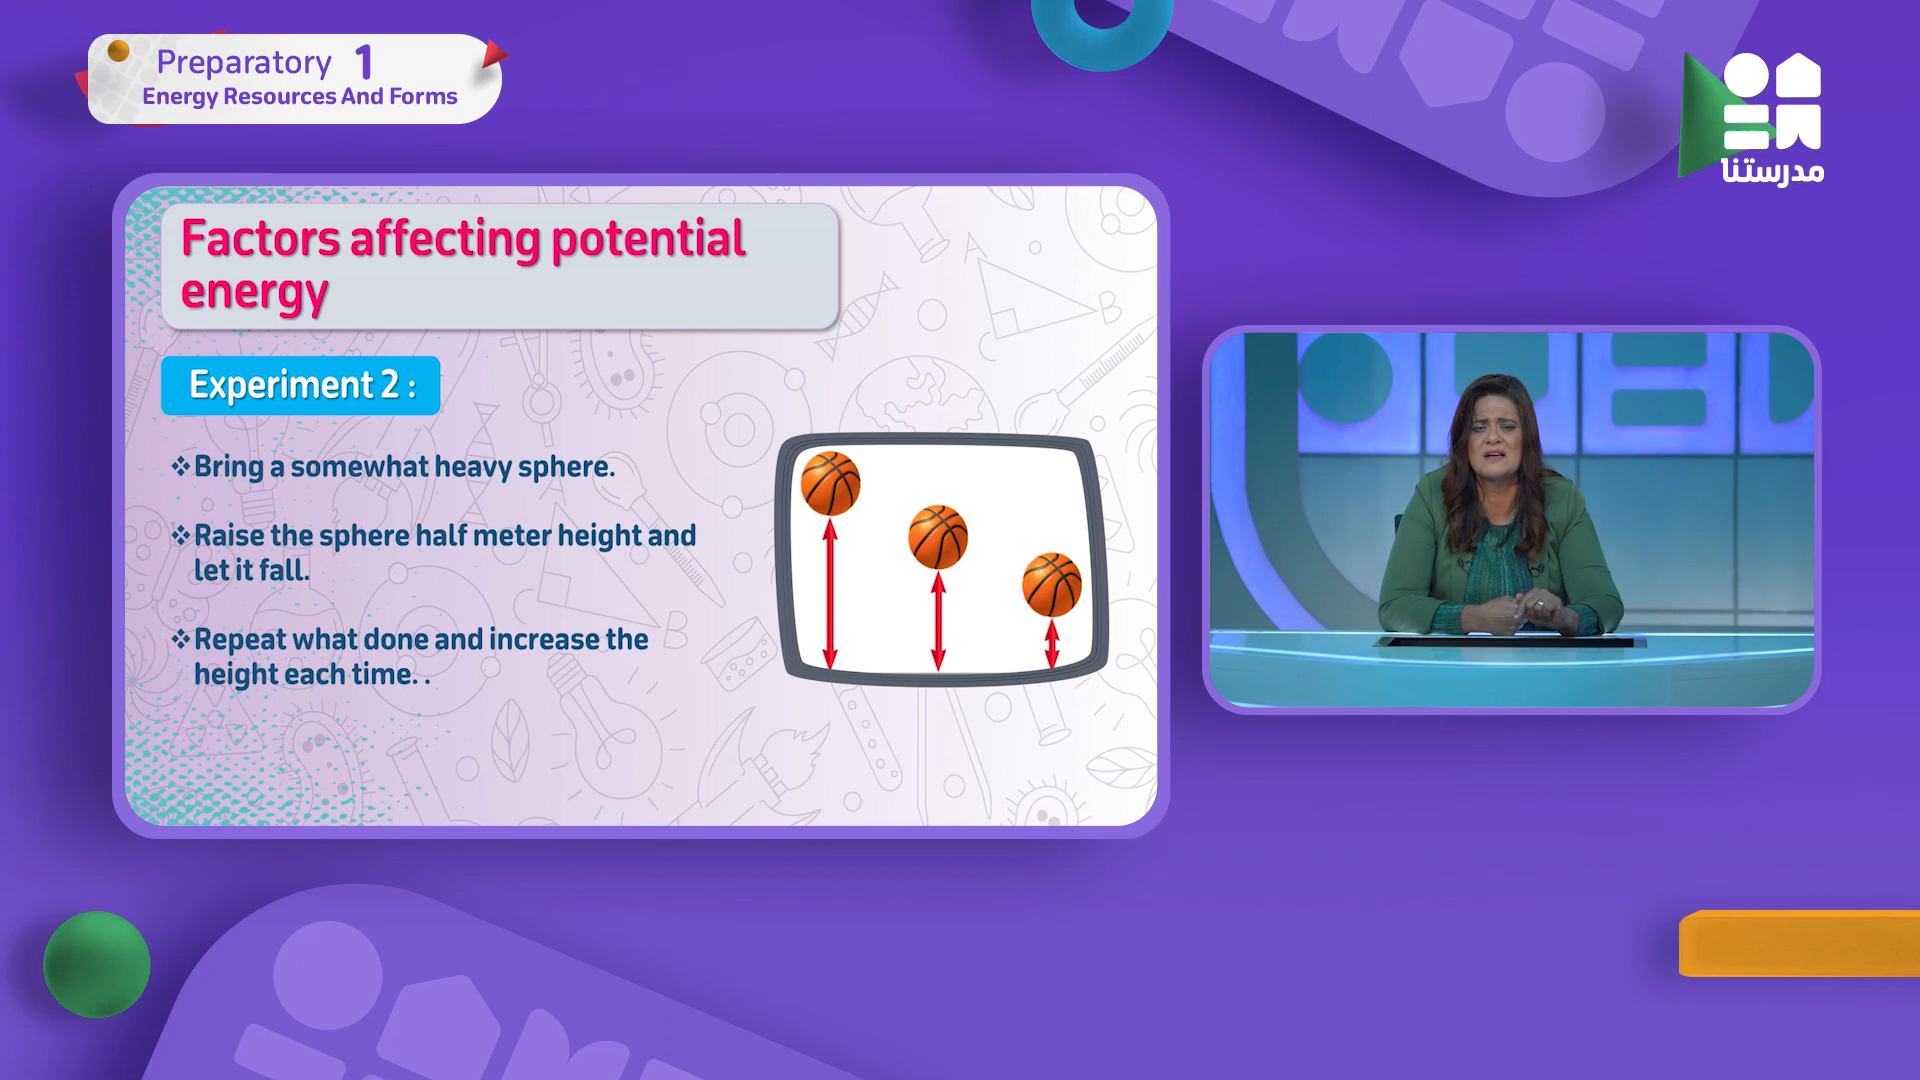 Preparatory 1
Energy Resources And Forms
مدرستنا
Factors affecting potential
energy
Experiment 2 :
❖Bring a somewhat heavy sphere.
❖Raise the sphere half meter height and
let it fall.
❖Repeat what done and increase the
height each time. .
A
B
C
A
B
C